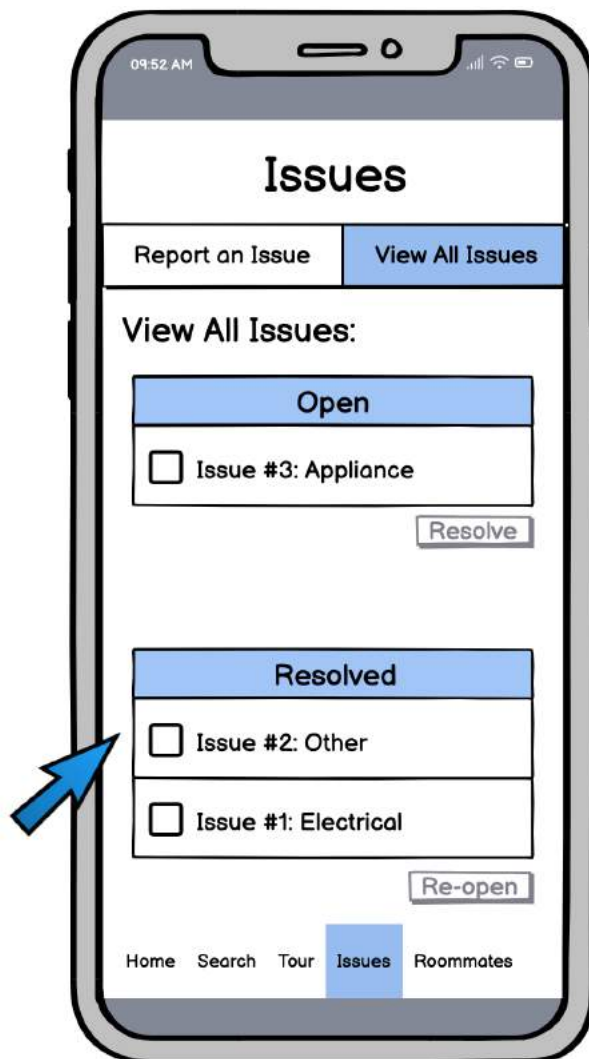 09:52 AM
Issues
Report an Issue View All Issues
View All Issues:
Open
Issue #3: Appliance
Resolve
Resolved
Issue #2: Other
Issue #1: Electrical
Re-open
Home Search Tour Issues Roommates